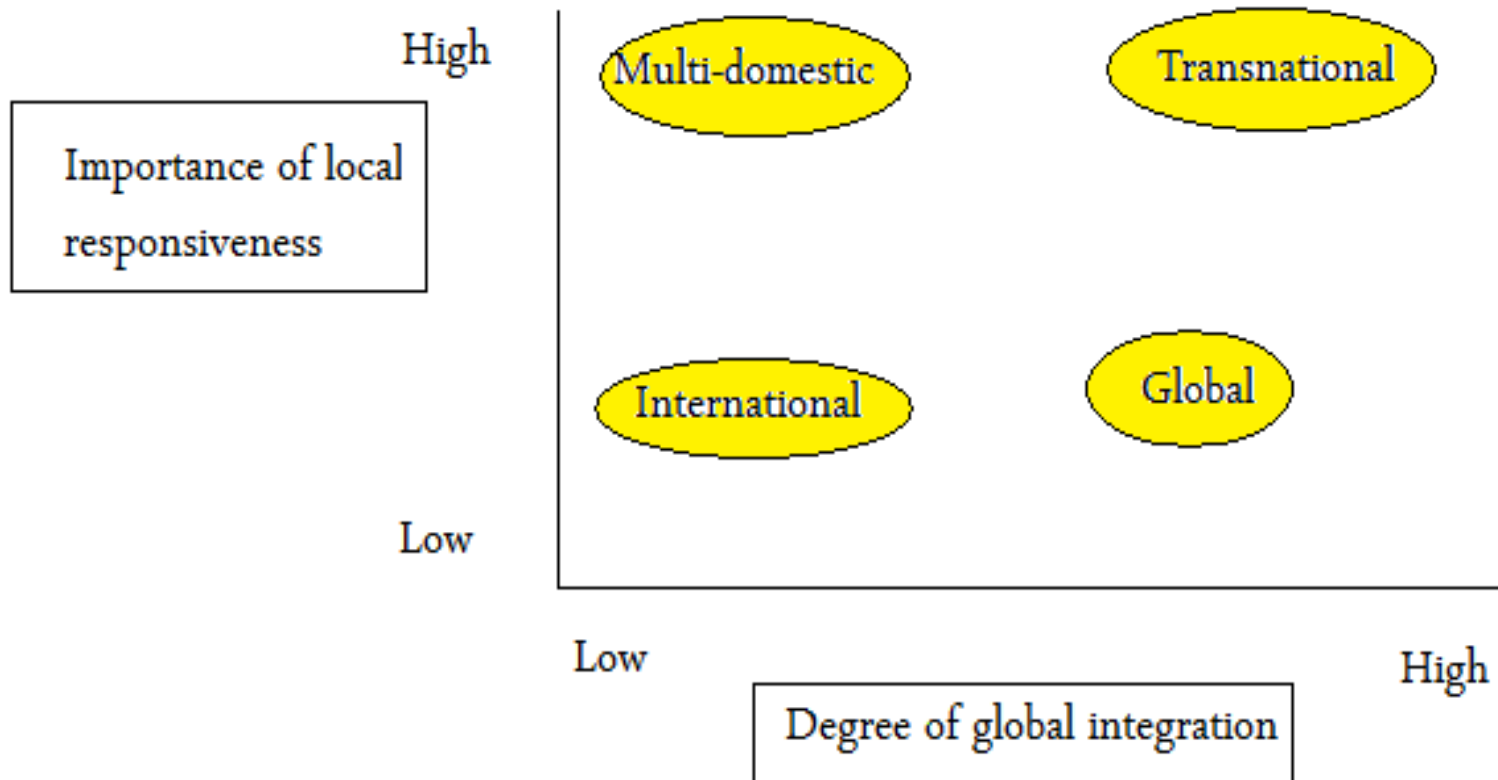 High
Multi-domestic
Transnational
Importance of local
responsiveness
International
Global
Low
Low
High
Degree of global integration